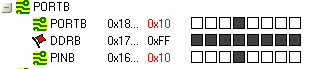 PORTB
PORTB 0x18... 0x10
DDRB 0x17... 0xFF
PINB 0x16... 0x10